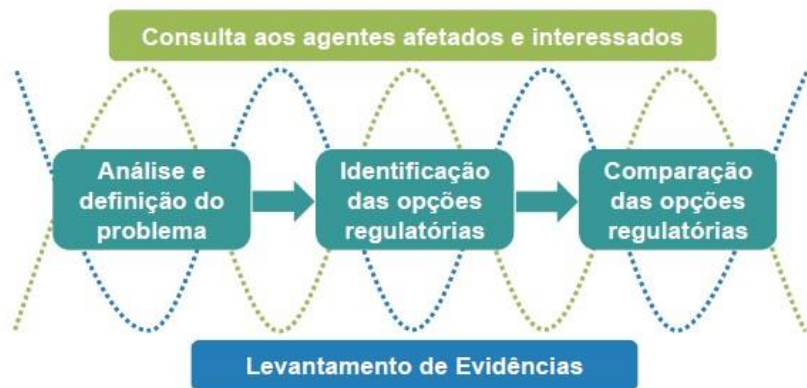 Consulta aos agentes afetados e interessados
Análise e
definição do
problema
Identificação
das opções
regulatórias
Comparação
das opções
regulatórias
Levantamento de Evidências